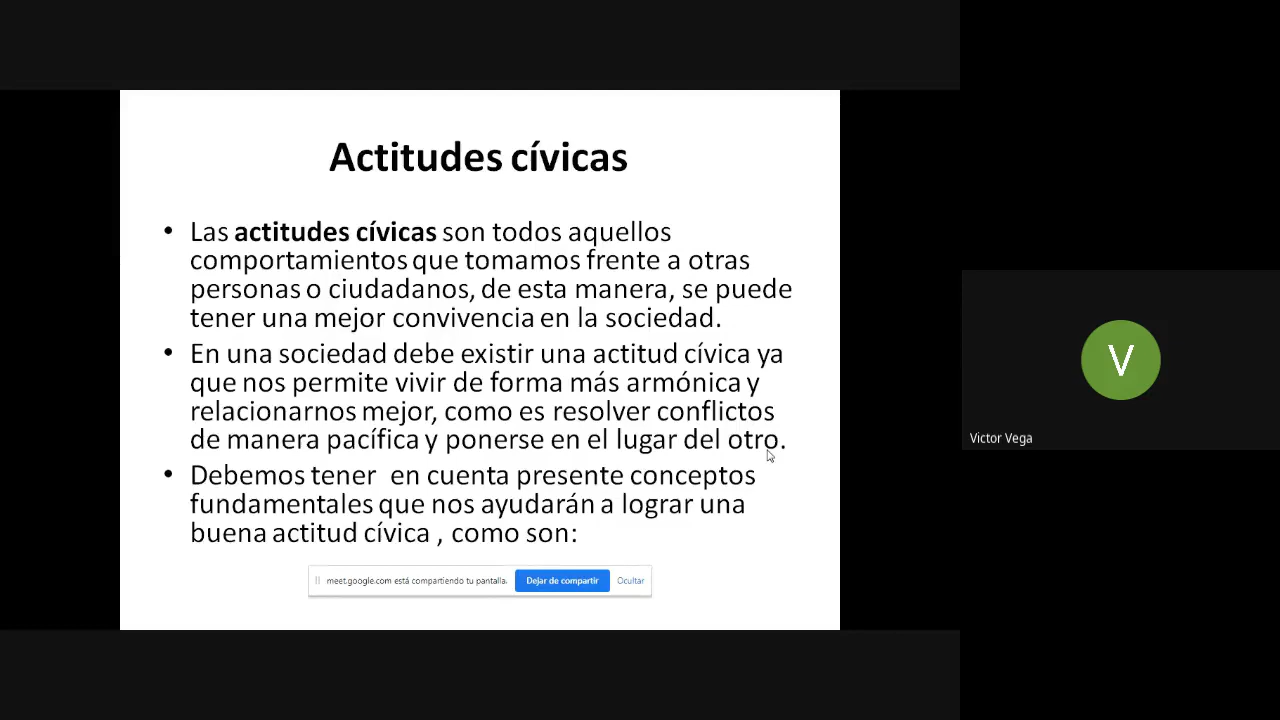 Actitudes cívicas
• Las actitudes cívicas son todos aquellos
comportamientos que tomamos frente a otras
personas o ciudadanos, de esta manera, se puede
tener una mejor convivencia en la sociedad.
• En una sociedad debe existir una actitud cívica ya
que nos permite vivir de forma más armónica y
relacionarnos mejor, como es resolver conflictos
de manera pacífica y ponerse en el lugar del otro.
• Debemos tener  en cuenta presente conceptos
fundamentales que nos ayudarán a lograr una
buena actitud cívica , como son:
meet.google.com está compartiendo tu pantalla. Dejar de compartir Ocultar
V
Victor Vega